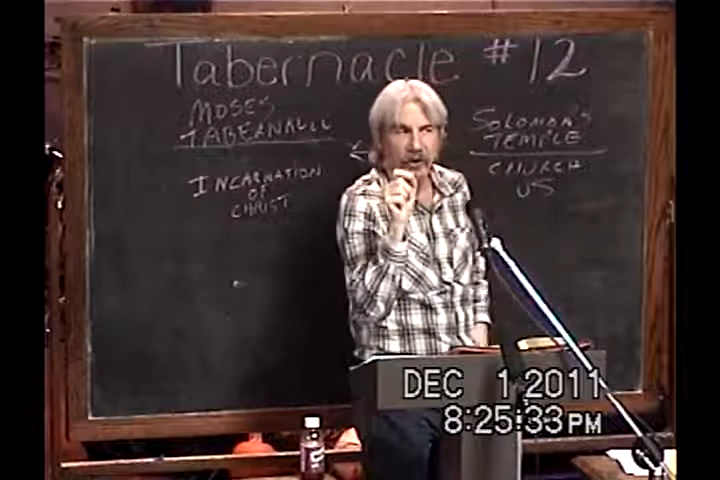 Tabernacle #12
MOSES
TABERNACLE
INCARNATION
OF
CHRIST
SOLOMON'S
TEMPLE
CHURCH
US
DEC 1 2011
8:25:33 PM